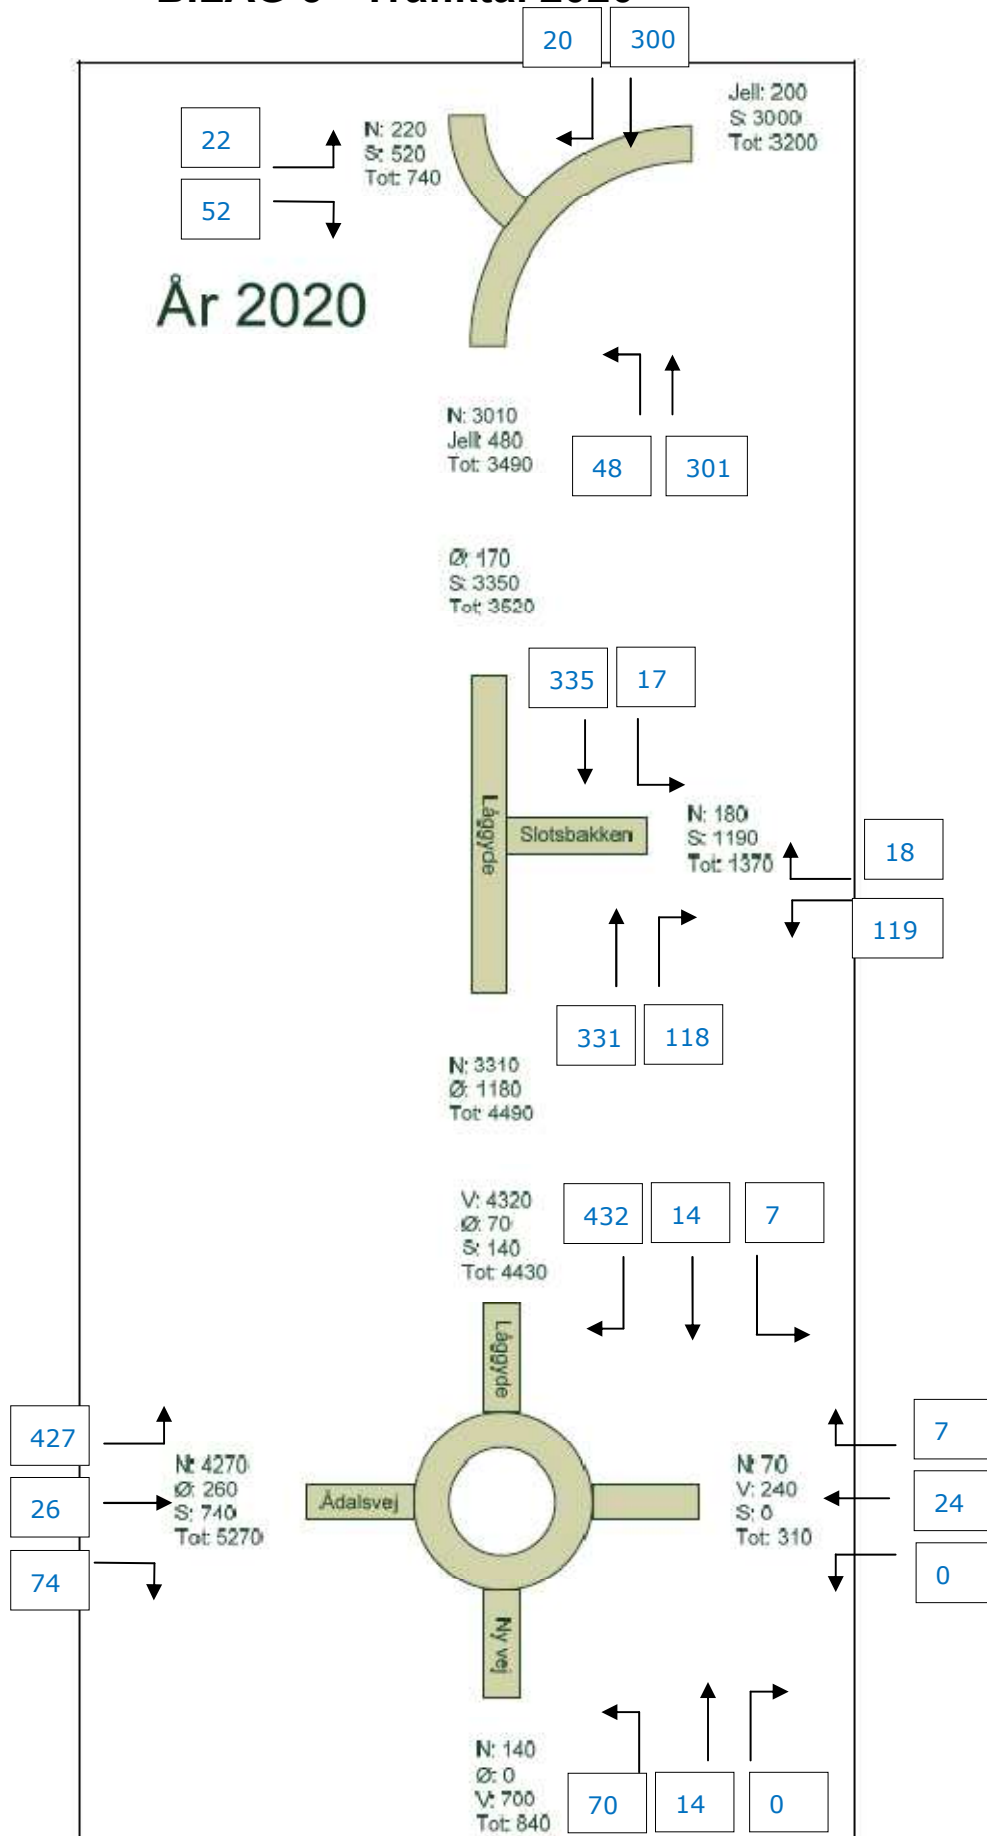 20 300
Jell: 200
S: 3000
Tot: 3200
22
N: 220
S: 520
Tot: 740
52
År 2020
N: 3010
Jell: 480
Tot: 3490
48 301
Ø: 170
S: 3350
Tot: 3620
335 17
Låggyde
Slotsbakken
N: 180
S: 1190
Tot: 1370
18
119
331 118
N: 3310
Ø: 1180
Tot: 4490
V: 4320
Ø: 70
S: 140
Tot: 4430
432 14 7
Låggyde
427
26
74
N: 4270
Ø: 260
S: 740
Tot: 5270
Ådalsvej
N: 70
V: 240
S: 0
Tot: 310
7
24
0
Ny vej
N: 140
Ø: 0
V: 700
Tot: 840
70 14 0